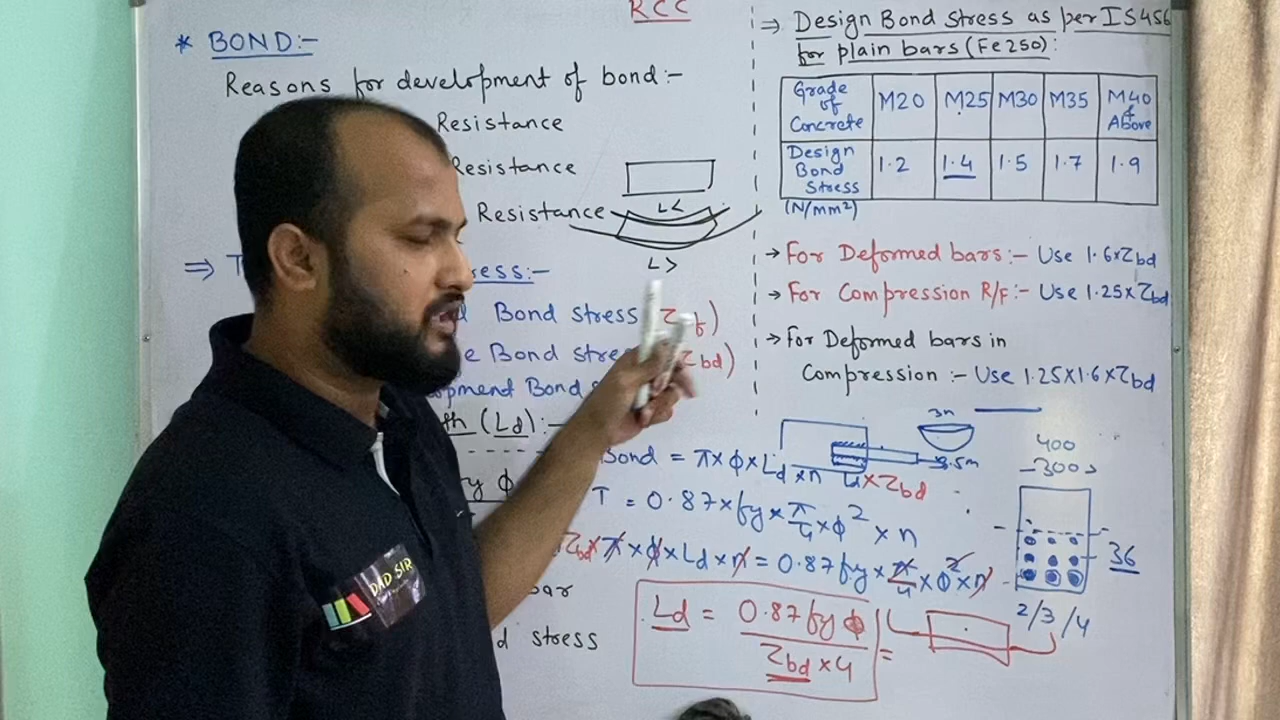 RCC
* BOND:-
Reasons for development of bond:-
Resistance
Resistance
Resistance
L<
L>
⇒ T ess:-
Bond stress
e Bond stre τbd)
opment Bond
th (Ld):-
y φ
bar
d stress
DAD SIR
⇒ Design Bond stress as per IS456
for plain bars (Fe250):
Grade of Concrete M20 M25 M30 M35 M40 & Above
Design Bond Stress 1.2 1.4 1.5 1.7 1.9
(N/mm²)
→ For Deformed bars:- Use 1.6×τbd
→ For Compression R/F:- Use 1.25×τbd
→ For Deformed bars in
Compression:- Use 1.25×1.6×τbd
Bond = π×φ×Ld×n ×τbd
T = 0.87×fy×π/4×φ²×n
τbd×π×φ×Ld×n = 0.87fy×π/4×φ²×n
Ld = 0.87fyφ / τbd×4 =
400
300
36
2/3/4